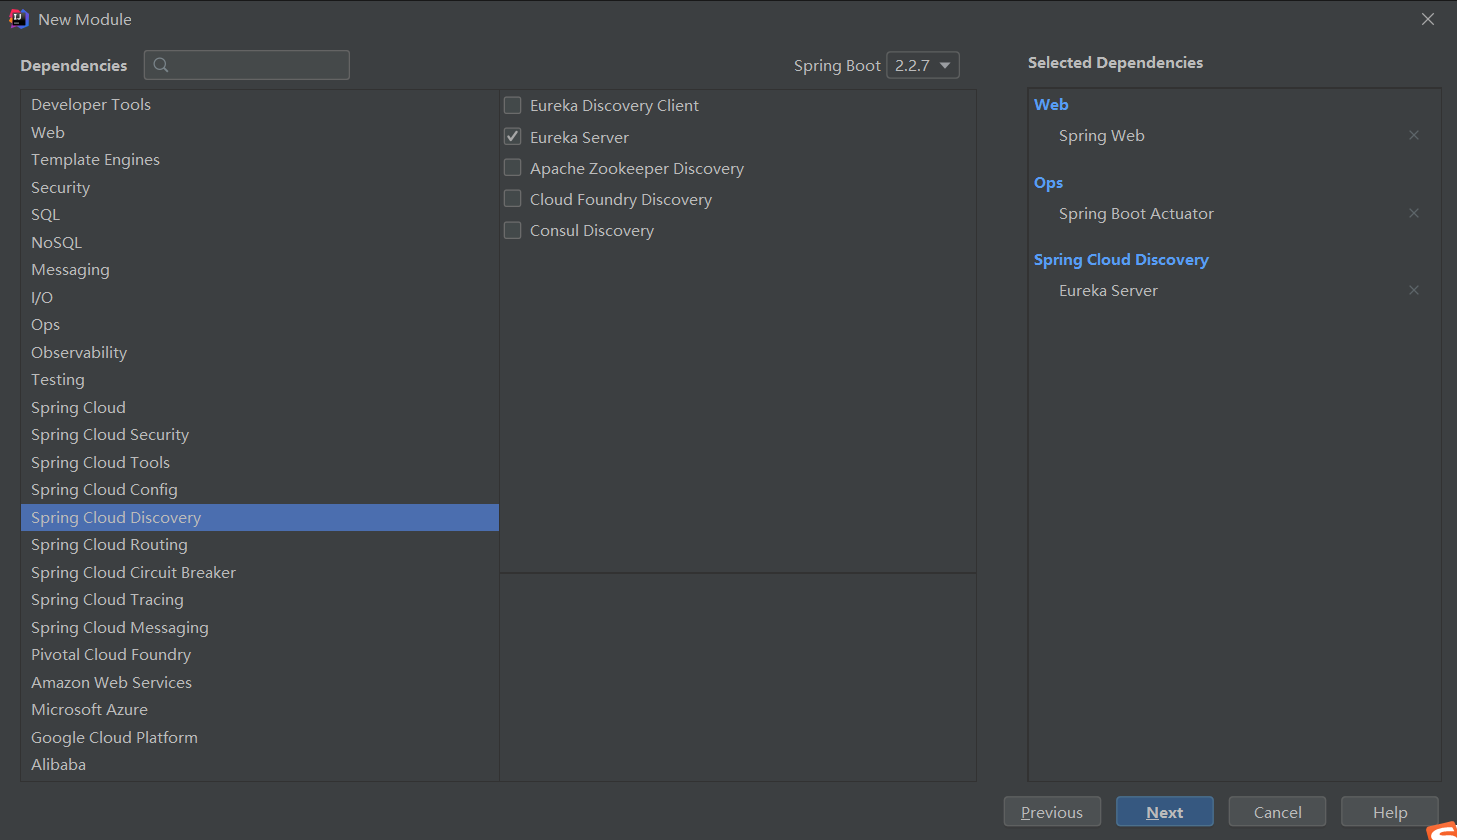 New Module
Dependencies
Spring Boot 2.2.7
Selected Dependencies
Developer Tools
Web
Template Engines
Security
SQL
NoSQL
Messaging
I/O
Ops
Observability
Testing
Spring Cloud
Spring Cloud Security
Spring Cloud Tools
Spring Cloud Config
Spring Cloud Discovery
Spring Cloud Routing
Spring Cloud Circuit Breaker
Spring Cloud Tracing
Spring Cloud Messaging
Pivotal Cloud Foundry
Amazon Web Services
Microsoft Azure
Google Cloud Platform
Alibaba
Eureka Discovery Client
Eureka Server
Apache Zookeeper Discovery
Cloud Foundry Discovery
Consul Discovery
Web
Spring Web
Ops
Spring Boot Actuator
Spring Cloud Discovery
Eureka Server
Previous
Next
Cancel
Help